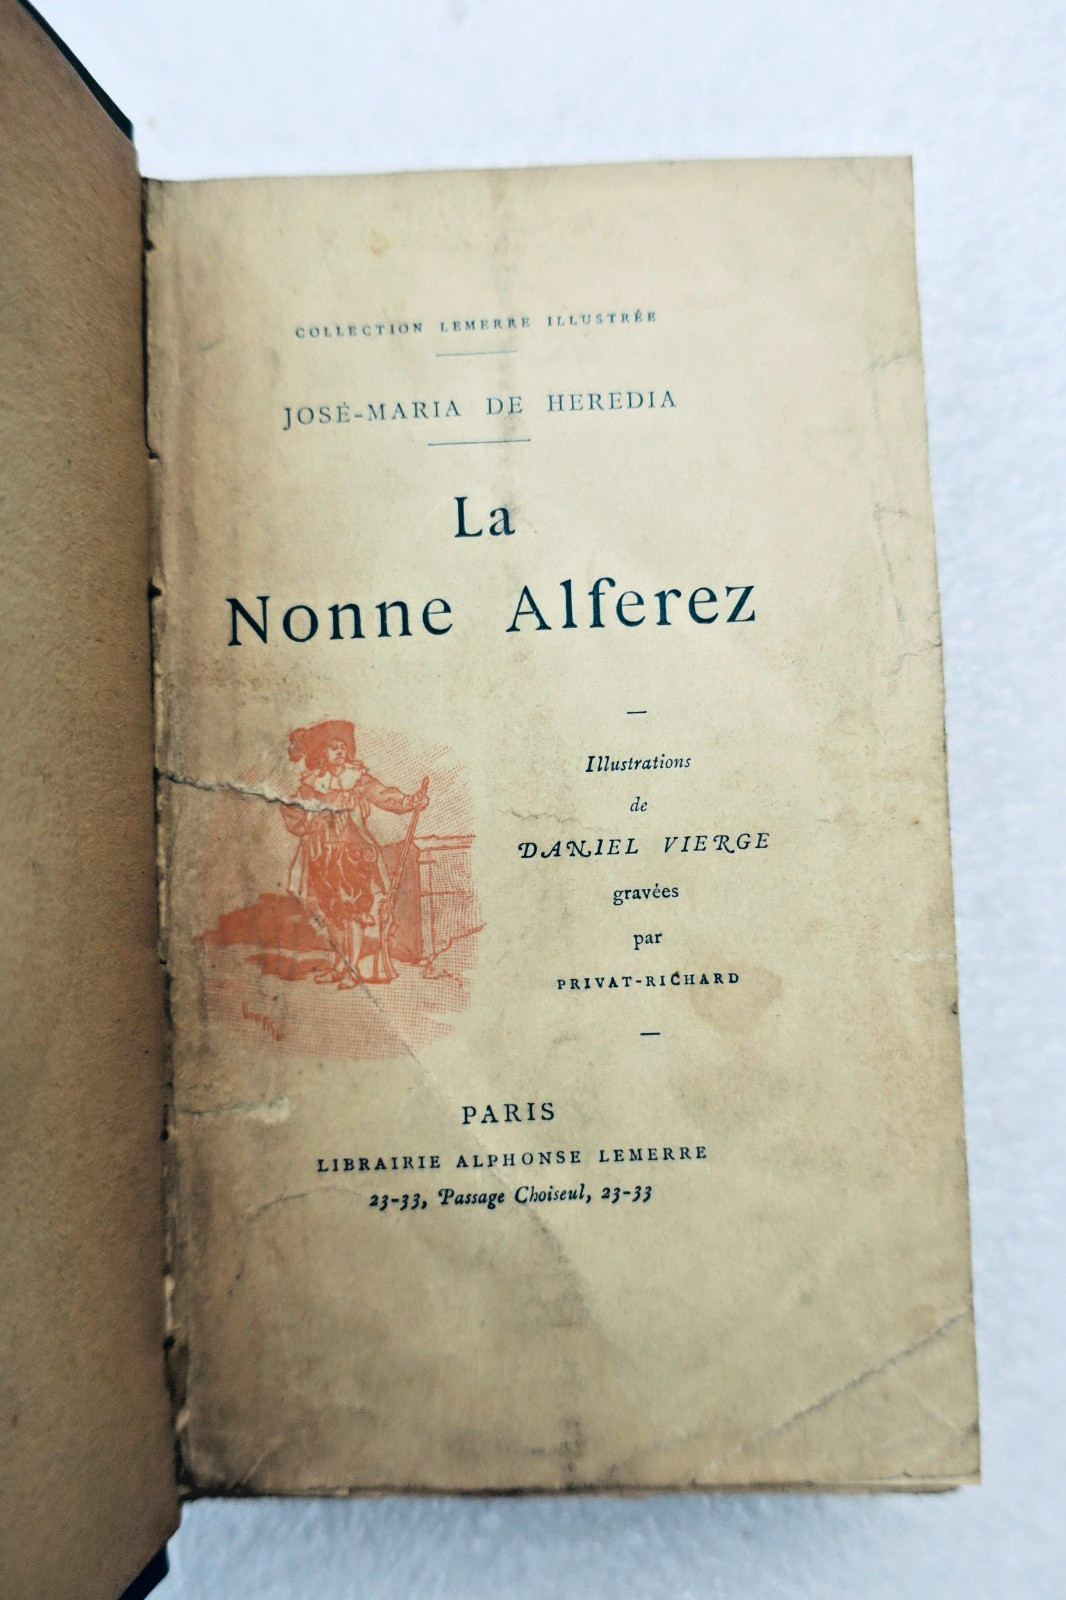 COLLECTION LEMERRE ILLUSTRÉE
JOSÉ-MARIA DE HEREDIA
La
Nonne Alferez
Illustrations
de
DANIEL VIERGE
gravées
par
PRIVAT-RICHARD
PARIS
LIBRAIRIE ALPHONSE LEMERRE
23-33, Passage Choiseul, 23-33